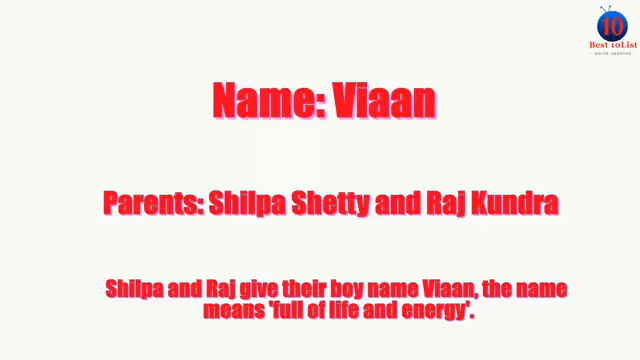 10
Best 10List
- world updated -
Name: Viaan
Parents: Shilpa Shetty and Raj Kundra
Shilpa and Raj give their boy name Viaan, the name
means 'full of life and energy'.